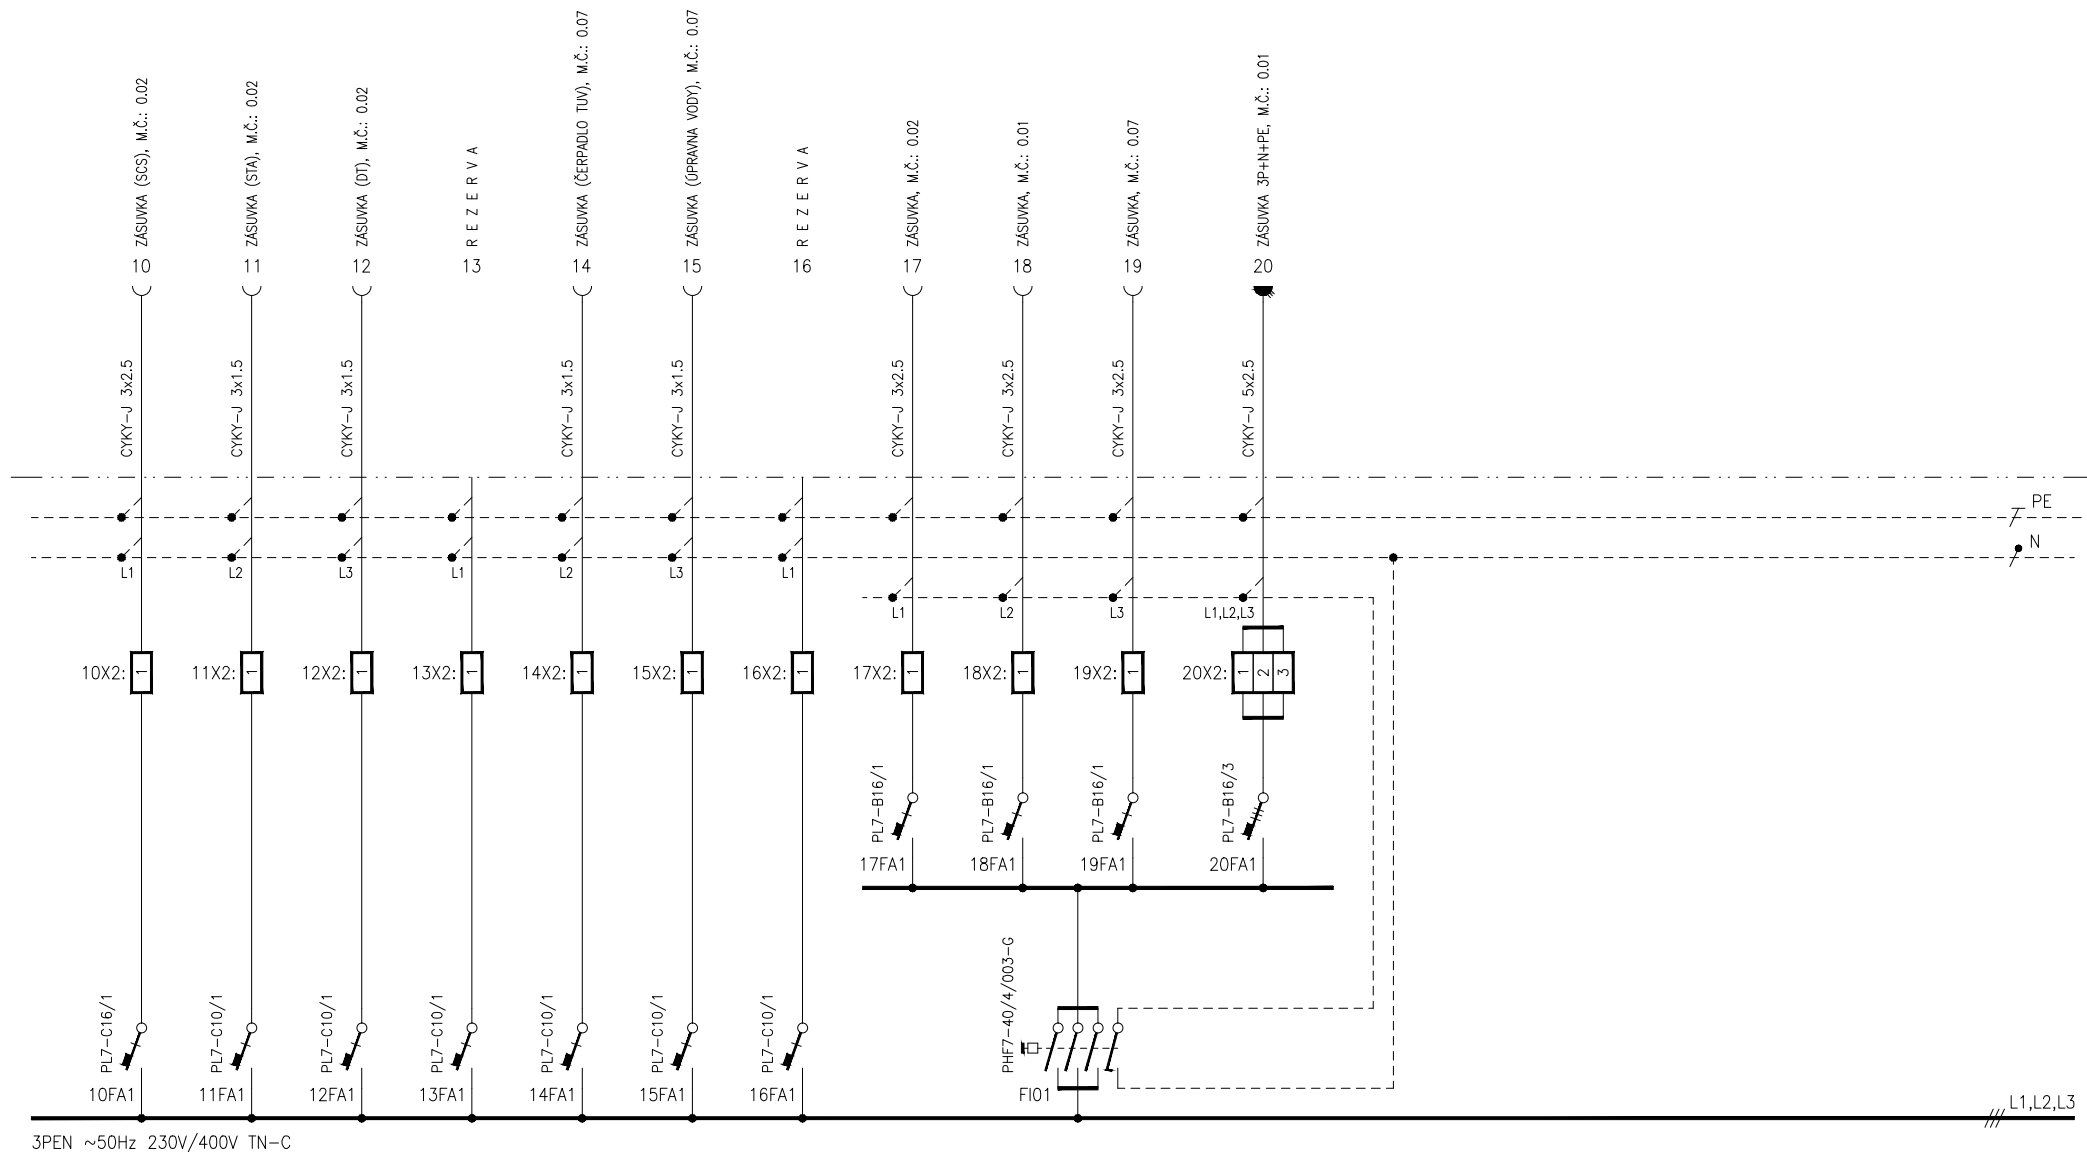 ZÁSUVKA (SCS), M.Č.: 0.02
ZÁSUVKA (STA), M.Č.: 0.02
ZÁSUVKA (DT), M.Č.: 0.02
R E Z E R V A
ZÁSUVKA (ČERPADLO TUV), M.Č.: 0.07
ZÁSUVKA (ÚPRAVNA VODY), M.Č.: 0.07
R E Z E R V A
ZÁSUVKA, M.Č.: 0.02
ZÁSUVKA, M.Č.: 0.01
ZÁSUVKA, M.Č.: 0.07
ZÁSUVKA 3P+N+PE, M.Č.: 0.01
10
11
12
13
14
15
16
17
18
19
20
CYKY-J 3x2.5
CYKY-J 3x1.5
CYKY-J 3x1.5
CYKY-J 3x1.5
CYKY-J 3x1.5
CYKY-J 3x2.5
CYKY-J 3x2.5
CYKY-J 3x2.5
CYKY-J 5x2.5
PE
N
L1
L2
L3
L1
L2
L3
L1
L1
L2
L3
L1,L2,L3
10X2: 1
11X2: 1
12X2: 1
13X2: 1
14X2: 1
15X2: 1
16X2: 1
17X2: 1
18X2: 1
19X2: 1
20X2: 1 2 3
PL7-B16/1
PL7-B16/1
PL7-B16/1
PL7-B16/3
17FA1
18FA1
19FA1
20FA1
PL7-C16/1
PL7-C10/1
PL7-C10/1
PL7-C10/1
PL7-C10/1
PL7-C10/1
PL7-C10/1
PHF7-40/4/003-G
10FA1
11FA1
12FA1
13FA1
14FA1
15FA1
16FA1
FI01
L1,L2,L3
3PEN ~50Hz 230V/400V TN-C